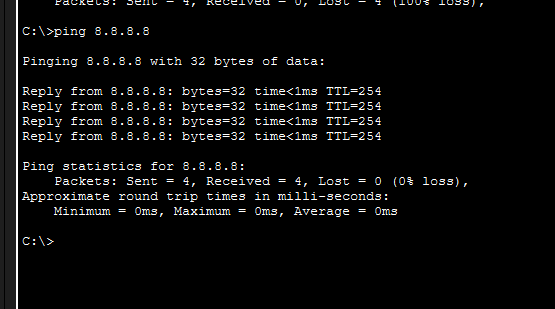 Packets: Sent = 4, Received = 0, Lost = 4 (100% loss),
C:\>ping 8.8.8.8
Pinging 8.8.8.8 with 32 bytes of data:
Reply from 8.8.8.8: bytes=32 time<1ms TTL=254
Reply from 8.8.8.8: bytes=32 time<1ms TTL=254
Reply from 8.8.8.8: bytes=32 time<1ms TTL=254
Reply from 8.8.8.8: bytes=32 time<1ms TTL=254
Ping statistics for 8.8.8.8:
Packets: Sent = 4, Received = 4, Lost = 0 (0% loss),
Approximate round trip times in milli-seconds:
Minimum = 0ms, Maximum = 0ms, Average = 0ms
C:\>